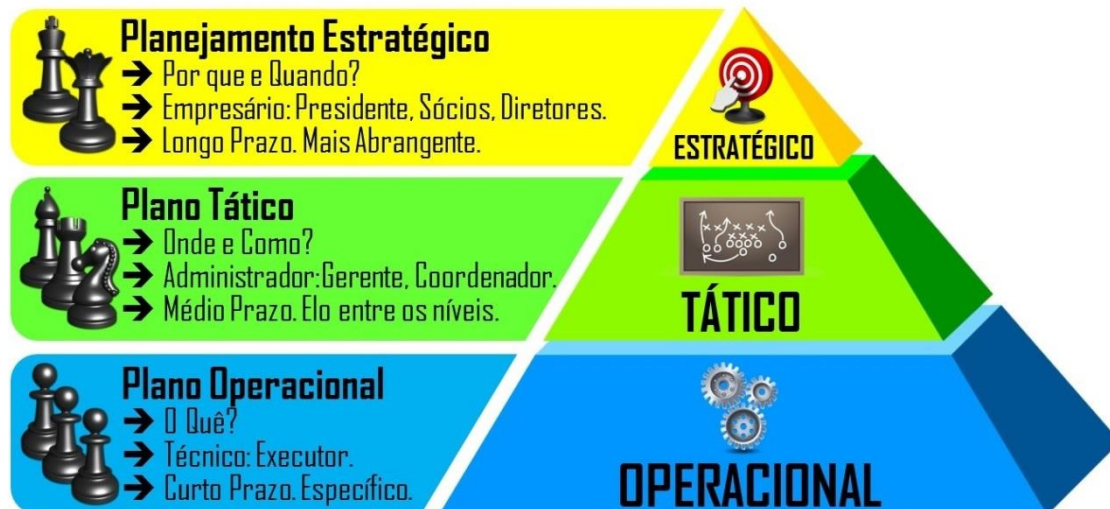 Planejamento Estratégico
➔ Por que e Quando?
➔ Empresário: Presidente, Sócios, Diretores.
➔ Longo Prazo. Mais Abrangente.
ESTRATÉGICO
Plano Tático
➔ Onde e Como?
➔ Administrador:Gerente, Coordenador.
➔ Médio Prazo. Elo entre os níveis.
TÁTICO
Plano Operacional
➔ O Quê?
➔ Técnico: Executor.
➔ Curto Prazo. Específico.
OPERACIONAL